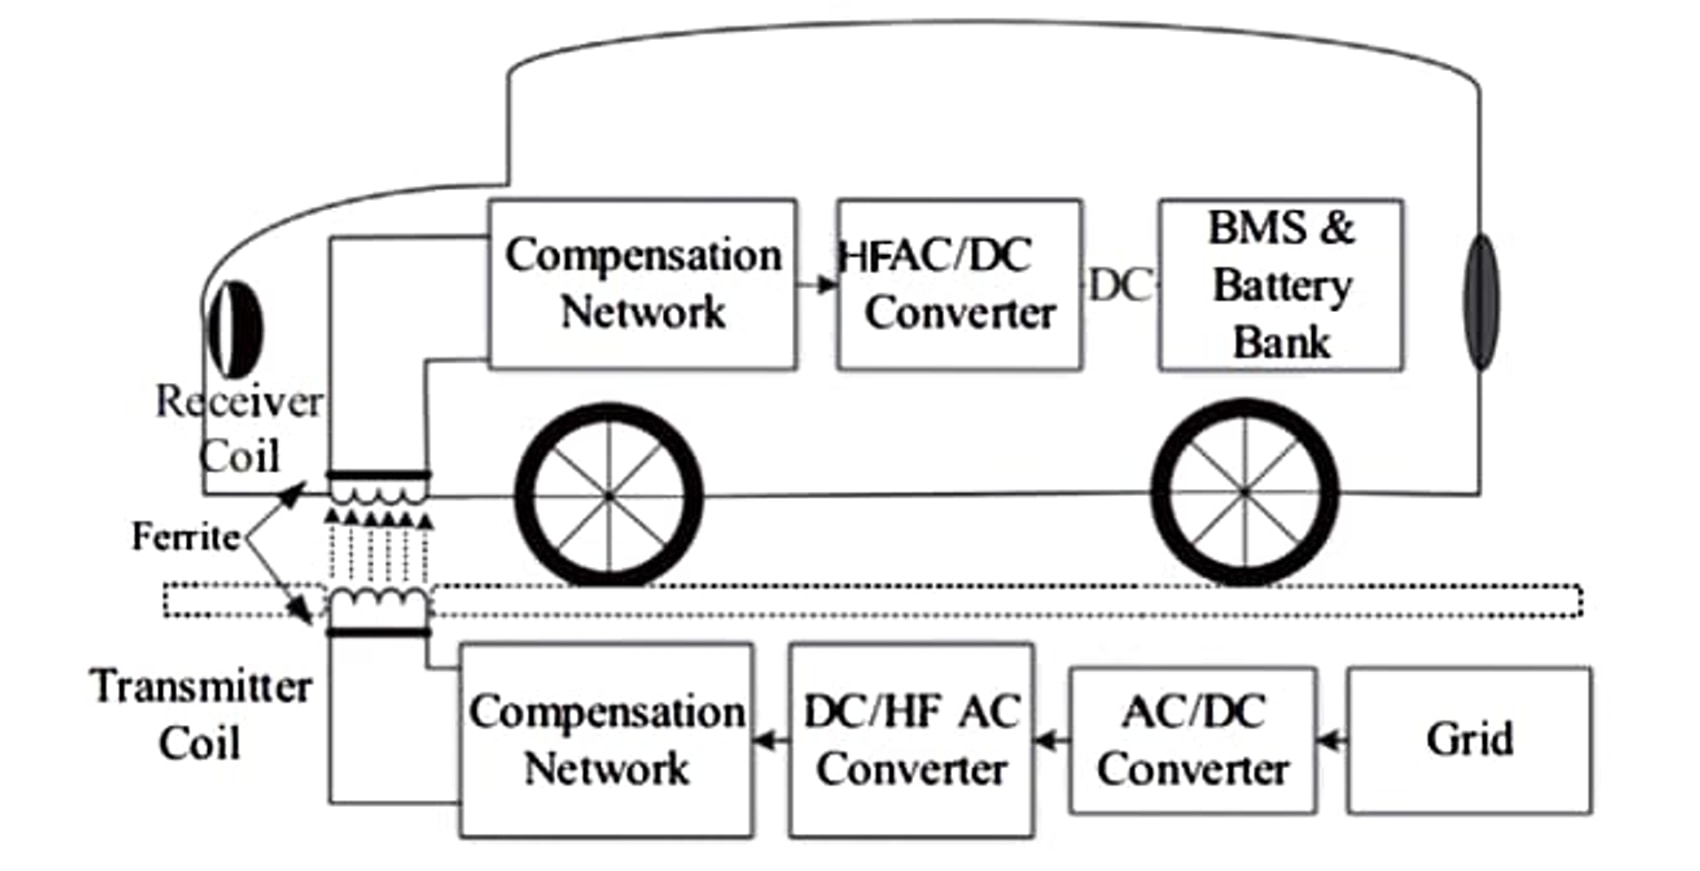 Compensation
Network
HFAC/DC
Converter
DC
BMS &
Battery
Bank
Receiver
Coil
Ferrite
Transmitter
Coil
Compensation
Network
DC/HF AC
Converter
AC/DC
Converter
Grid